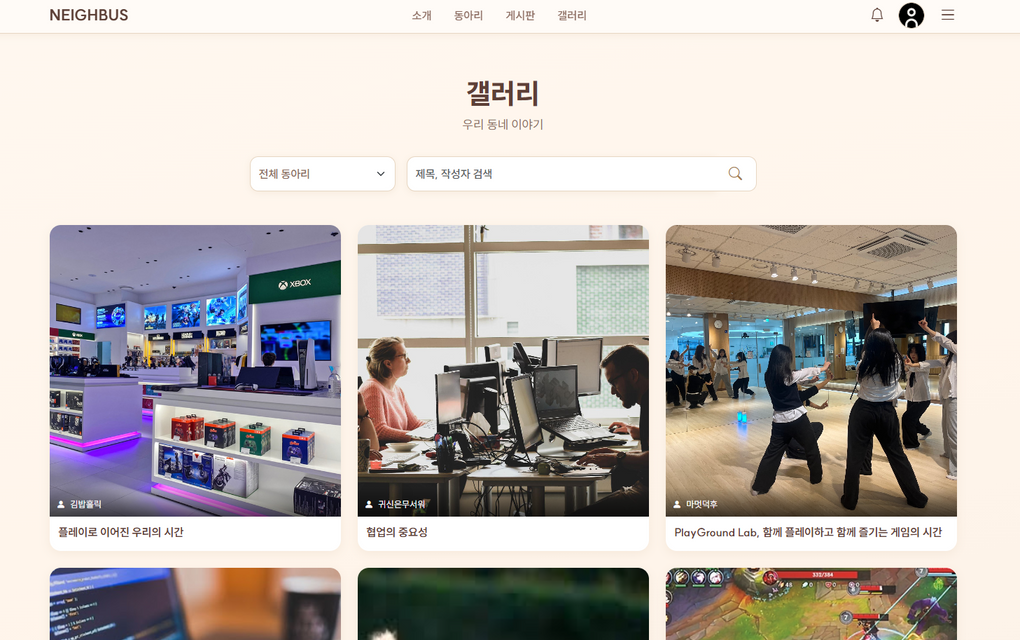 NEIGHBUS
소개 동아리 게시판 갤러리
갤러리
우리 동네 이야기
전체 동아리
제목, 작성자 검색
XBOX
김밥홀릭
귀신은무서워
마멋덕후
플레이로 이어진 우리의 시간
협업의 중요성
PlayGround Lab, 함께 플레이하고 함께 즐기는 게임의 시간
335/384